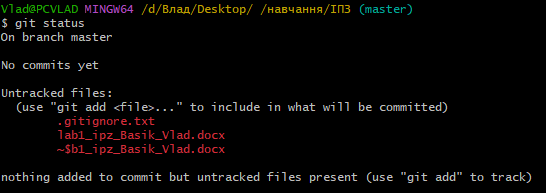 Vlad@PCVLAD MINGW64 /d/Влад/Desktop/ /навчання/ІПЗ (master)
$ git status
On branch master
No commits yet
Untracked files:
(use "git add <file>..." to include in what will be committed)
.gitignore.txt
lab1_ipz_Basik_Vlad.docx
~$b1_ipz_Basik_Vlad.docx
nothing added to commit but untracked files present (use "git add" to track)